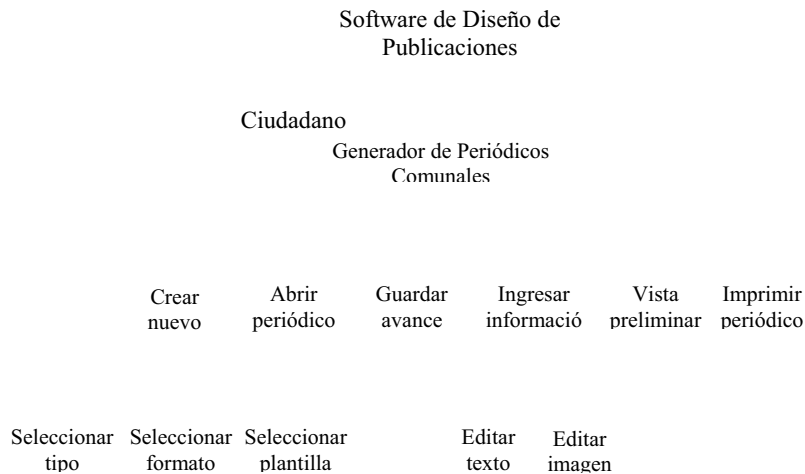 Software de Diseño de
Publicaciones
Ciudadano
Generador de Periódicos
Comunales
Crear
nuevo
Abrir
periódico
Guardar
avance
Ingresar
informació
Vista
preliminar
Imprimir
periódico
Seleccionar
tipo
Seleccionar
formato
Seleccionar
plantilla
Editar
texto
Editar
imagen